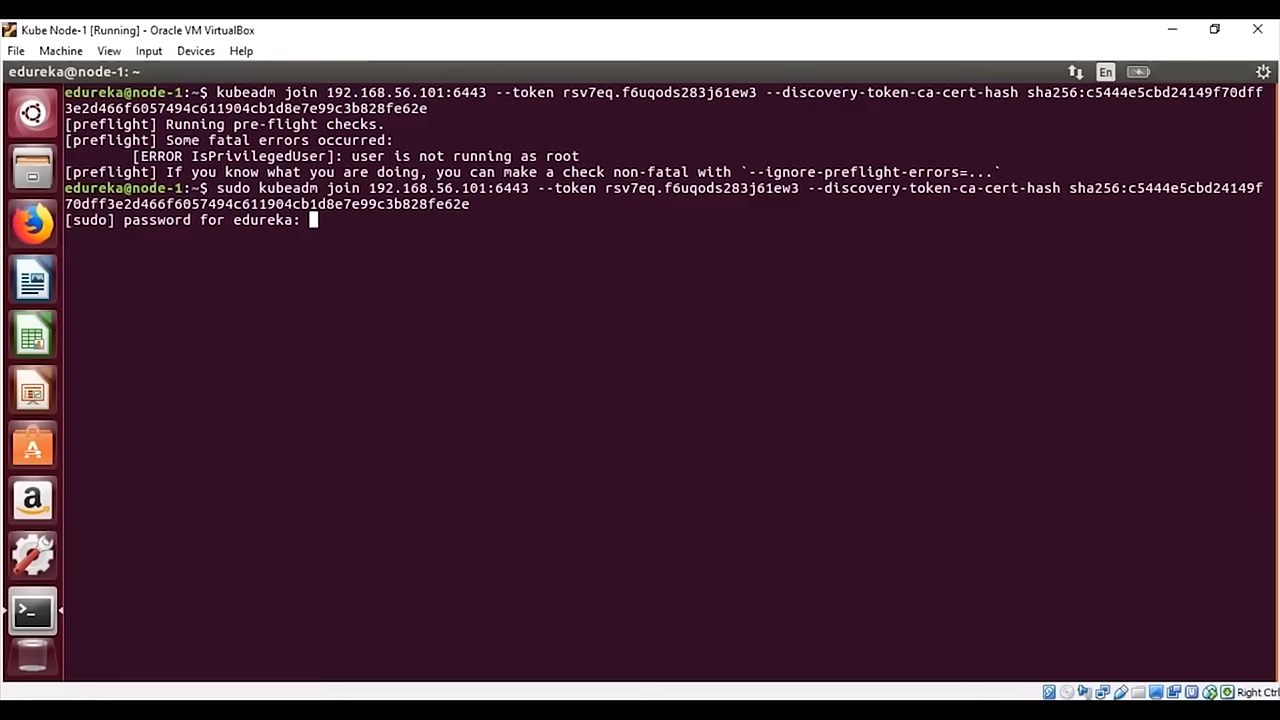 Kube Node-1 [Running] - Oracle VM VirtualBox
File Machine View Input Devices Help
edureka@node-1: ~
En
edureka@node-1:~$ kubeadm join 192.168.56.101:6443 --token rsv7eq.f6uqods283j61ew3 --discovery-token-ca-cert-hash sha256:c5444e5cbd24149f70dff
3e2d466f6057494c611904cb1d8e7e99c3b828fe62e
[preflight] Running pre-flight checks.
[preflight] Some fatal errors occurred:
[ERROR IsPrivilegedUser]: user is not running as root
[preflight] If you know what you are doing, you can make a check non-fatal with `--ignore-preflight-errors=...`
edureka@node-1:~$ sudo kubeadm join 192.168.56.101:6443 --token rsv7eq.f6uqods283j61ew3 --discovery-token-ca-cert-hash sha256:c5444e5cbd24149f
70dff3e2d466f6057494c611904cb1d8e7e99c3b828fe62e
[sudo] password for edureka:
Right Ctrl